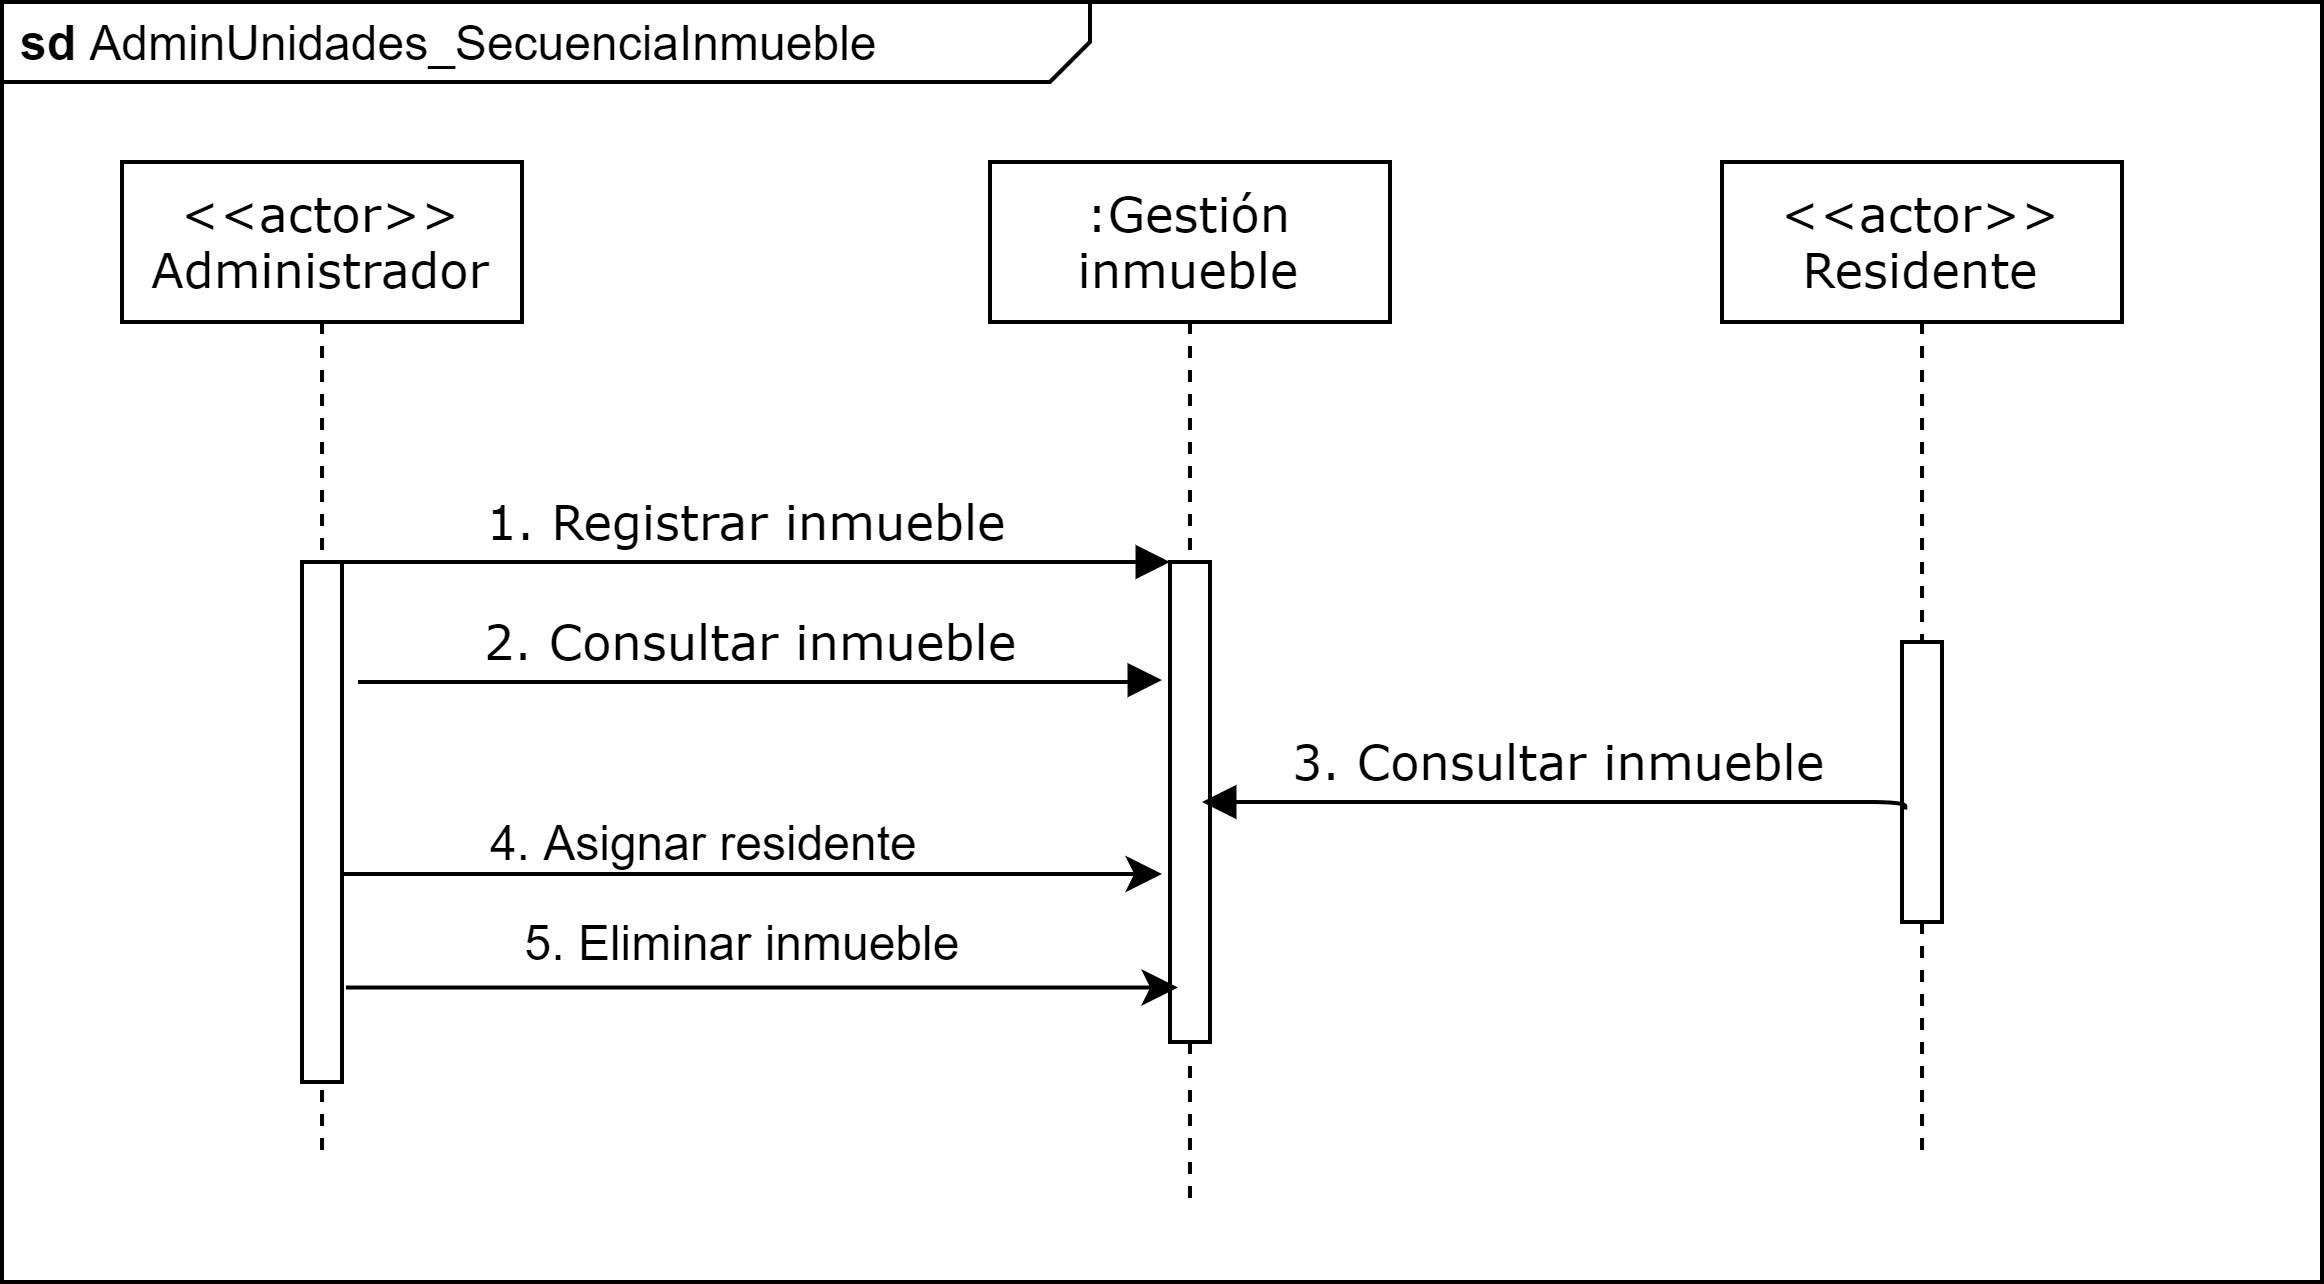 sd AdminUnidades_SecuenciaInmueble
<<actor>>
Administrador
:Gestión
inmueble
<<actor>>
Residente
1. Registrar inmueble
2. Consultar inmueble
3. Consultar inmueble
4. Asignar residente
5. Eliminar inmueble